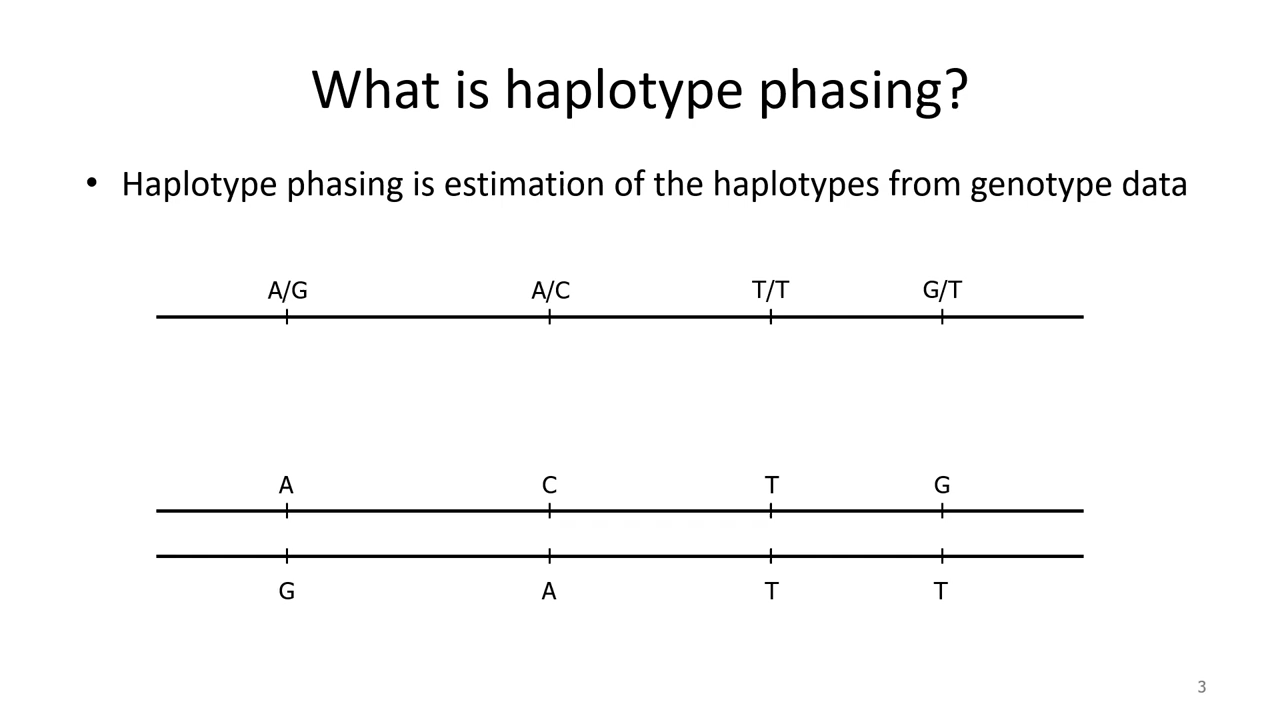 What is haplotype phasing?
• Haplotype phasing is estimation of the haplotypes from genotype data
A/G A/C T/T G/T
A C T G
G A T T
3